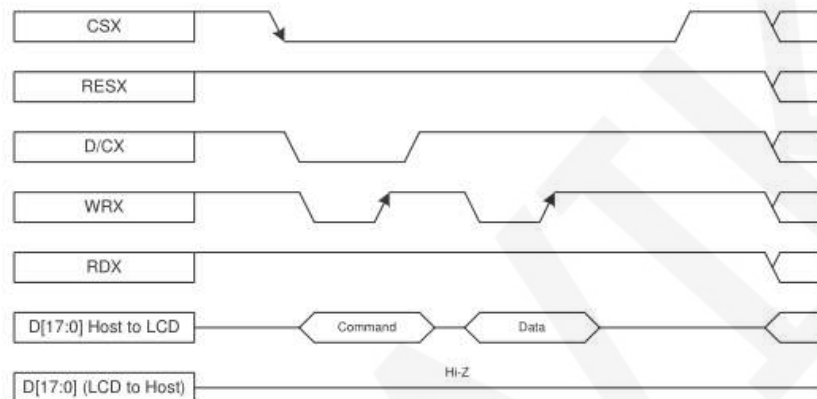 CSX
RESX
D/CX
WRX
RDX
D[17:0] Host to LCD
Command
Data
Hi-Z
D[17:0] (LCD to Host)